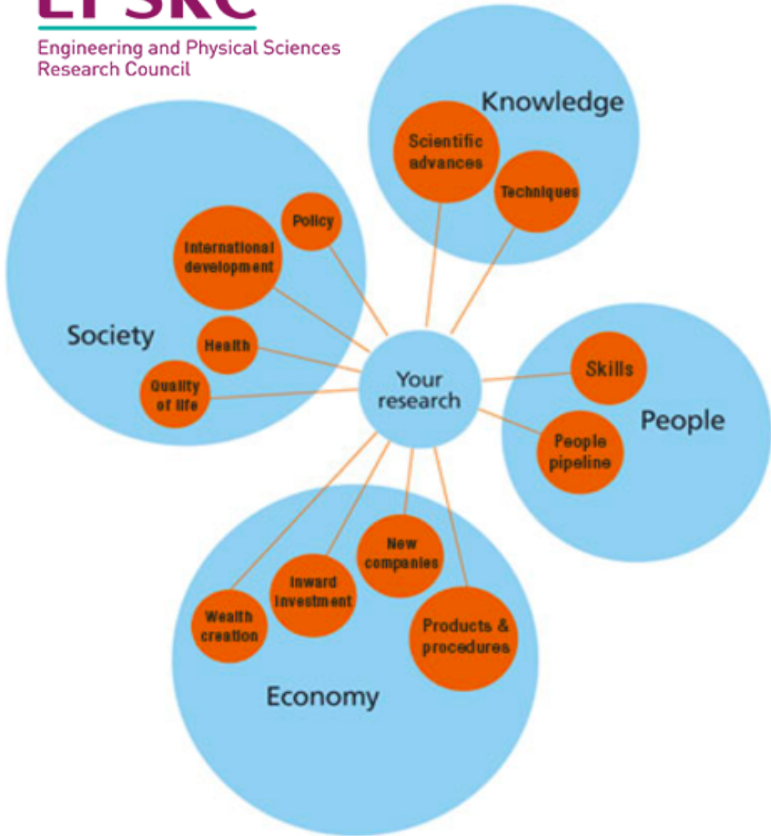 EPSRC
Engineering and Physical Sciences
Research Council
Knowledge
Scientific
advances
Techniques
Policy
International
development
Society
Health
Quality
of life
Your
research
Skills
People
People
pipeline
New
companies
Inward
investment
Wealth
creation
Products &
procedures
Economy